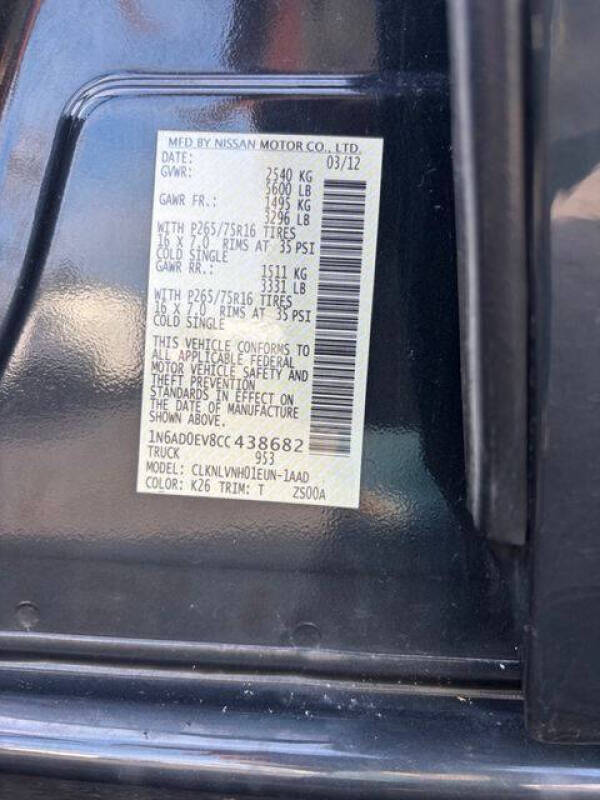 MFD BY NISSAN MOTOR CO., LTD.
DATE: 03/12
GVWR: 2540 KG
5600 LB
GAWR FR.: 1495 KG
3296 LB
WITH P265/75R16 TIRES
16 X 7.0 RIMS AT 35 PSI
COLD SINGLE
GAWR RR.: 1511 KG
3331 LB
WITH P265/75R16 TIRES
16 X 7.0 RIMS AT 35 PSI
COLD SINGLE
THIS VEHICLE CONFORMS TO
ALL APPLICABLE FEDERAL
MOTOR VEHICLE SAFETY AND
THEFT PREVENTION
STANDARDS IN EFFECT ON
THE DATE OF MANUFACTURE
SHOWN ABOVE.
1N6AD0EV8CC438682
TRUCK 953
MODEL: CLKNLVNH01EUN-1AAD
COLOR: K26 TRIM: T ZS00A